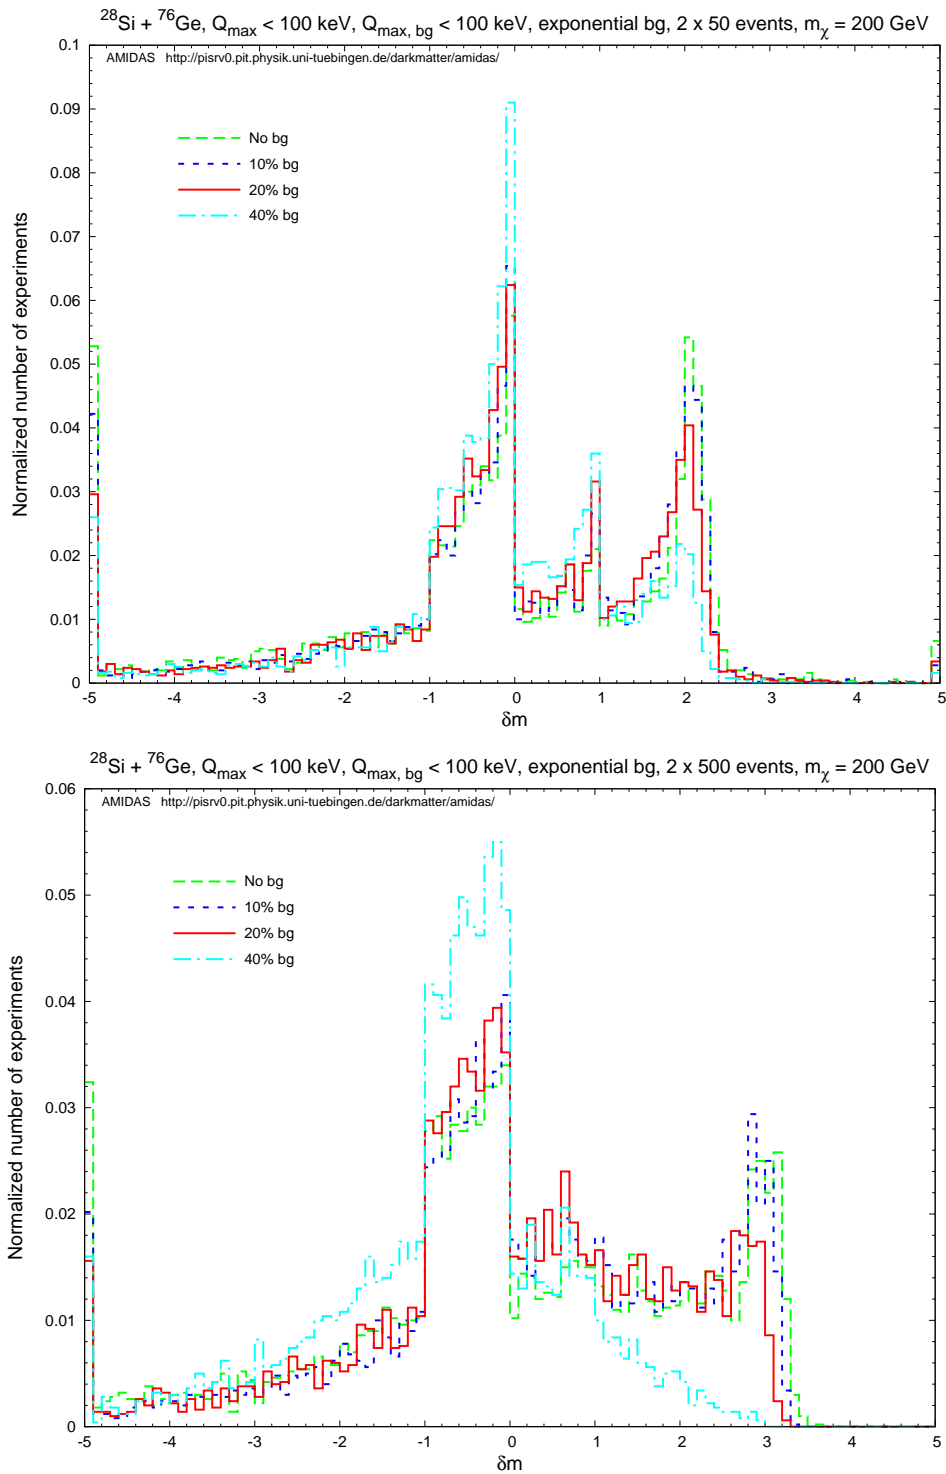 ²⁸Si + ⁷⁶Ge, Qmax < 100 keV, Qmax, bg < 100 keV, exponential bg, 2 x 50 events, mχ = 200 GeV
0.1
AMIDAS http://pisrv0.pit.physik.uni-tuebingen.de/darkmatter/amidas/
0.09
No bg
10% bg
20% bg
40% bg
0.08
0.07
0.06
0.05
0.04
0.03
0.02
0.01
0
Normalized number of experiments
-5 -4 -3 -2 -1 0 1 2 3 4 5
δm
²⁸Si + ⁷⁶Ge, Qmax < 100 keV, Qmax, bg < 100 keV, exponential bg, 2 x 500 events, mχ = 200 GeV
0.06
AMIDAS http://pisrv0.pit.physik.uni-tuebingen.de/darkmatter/amidas/
No bg
10% bg
20% bg
40% bg
0.05
0.04
0.03
0.02
0.01
0
Normalized number of experiments
-5 -4 -3 -2 -1 0 1 2 3 4 5
δm